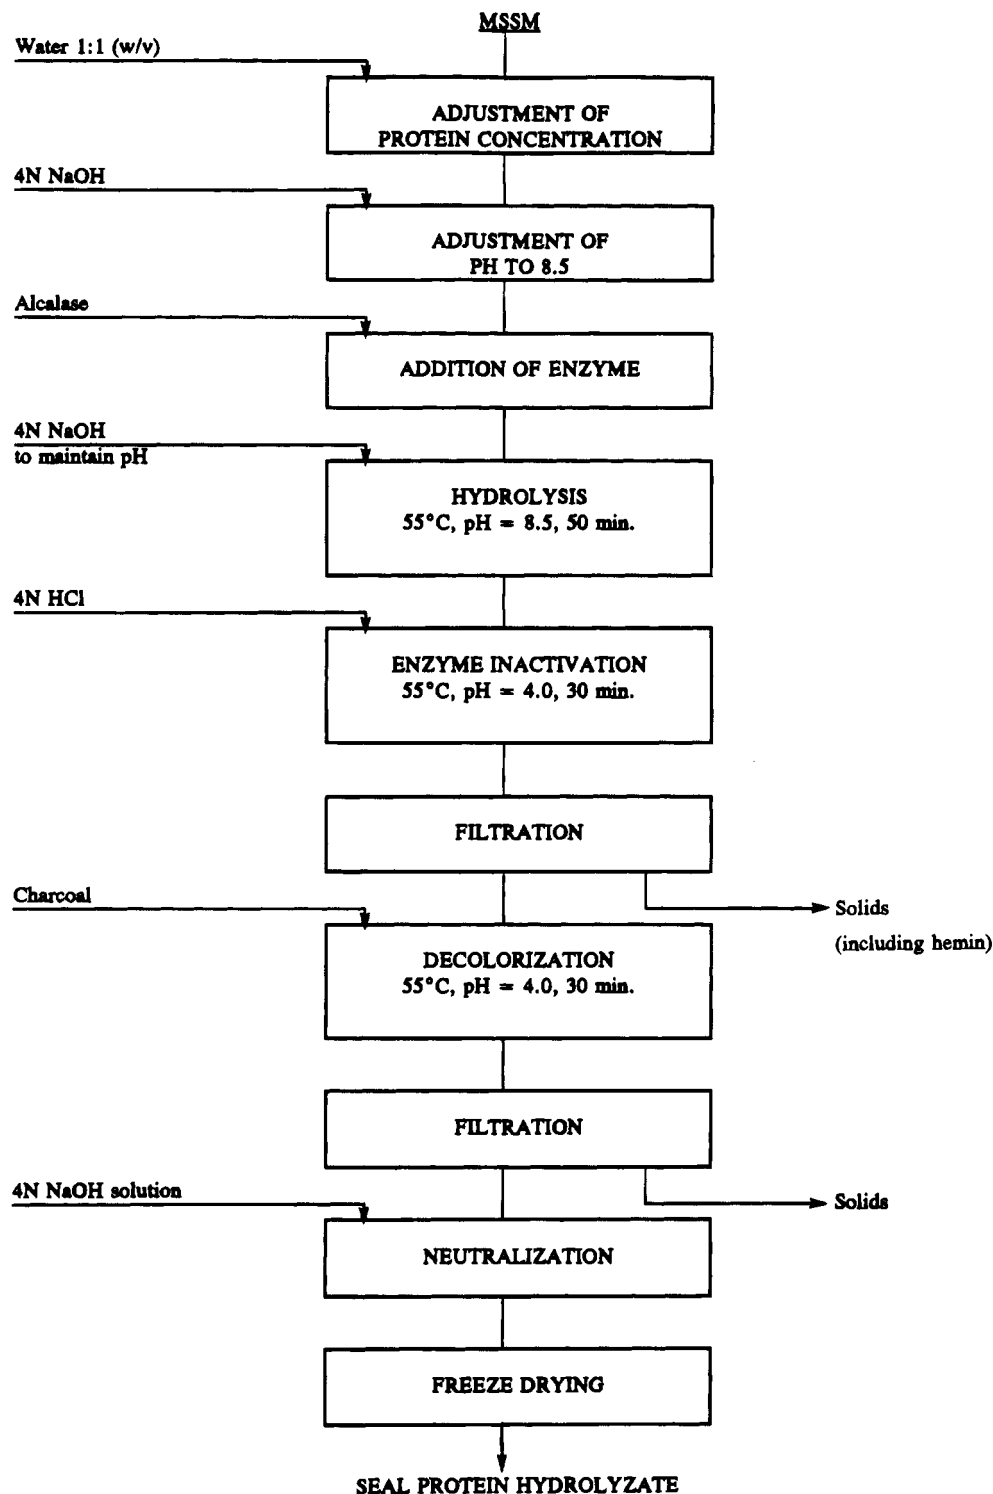 MSSM
Water 1:1 (w/v)
ADJUSTMENT OF
PROTEIN CONCENTRATION
4N NaOH
ADJUSTMENT OF
PH TO 8.5
Alcalase
ADDITION OF ENZYME
4N NaOH
to maintain pH
HYDROLYSIS
55°C, pH = 8.5, 50 min.
4N HCl
ENZYME INACTIVATION
55°C, pH = 4.0, 30 min.
FILTRATION
Charcoal
Solids
(including hemin)
DECOLORIZATION
55°C, pH = 4.0, 30 min.
FILTRATION
4N NaOH solution
Solids
NEUTRALIZATION
FREEZE DRYING
SEAL PROTEIN HYDROLYZATE